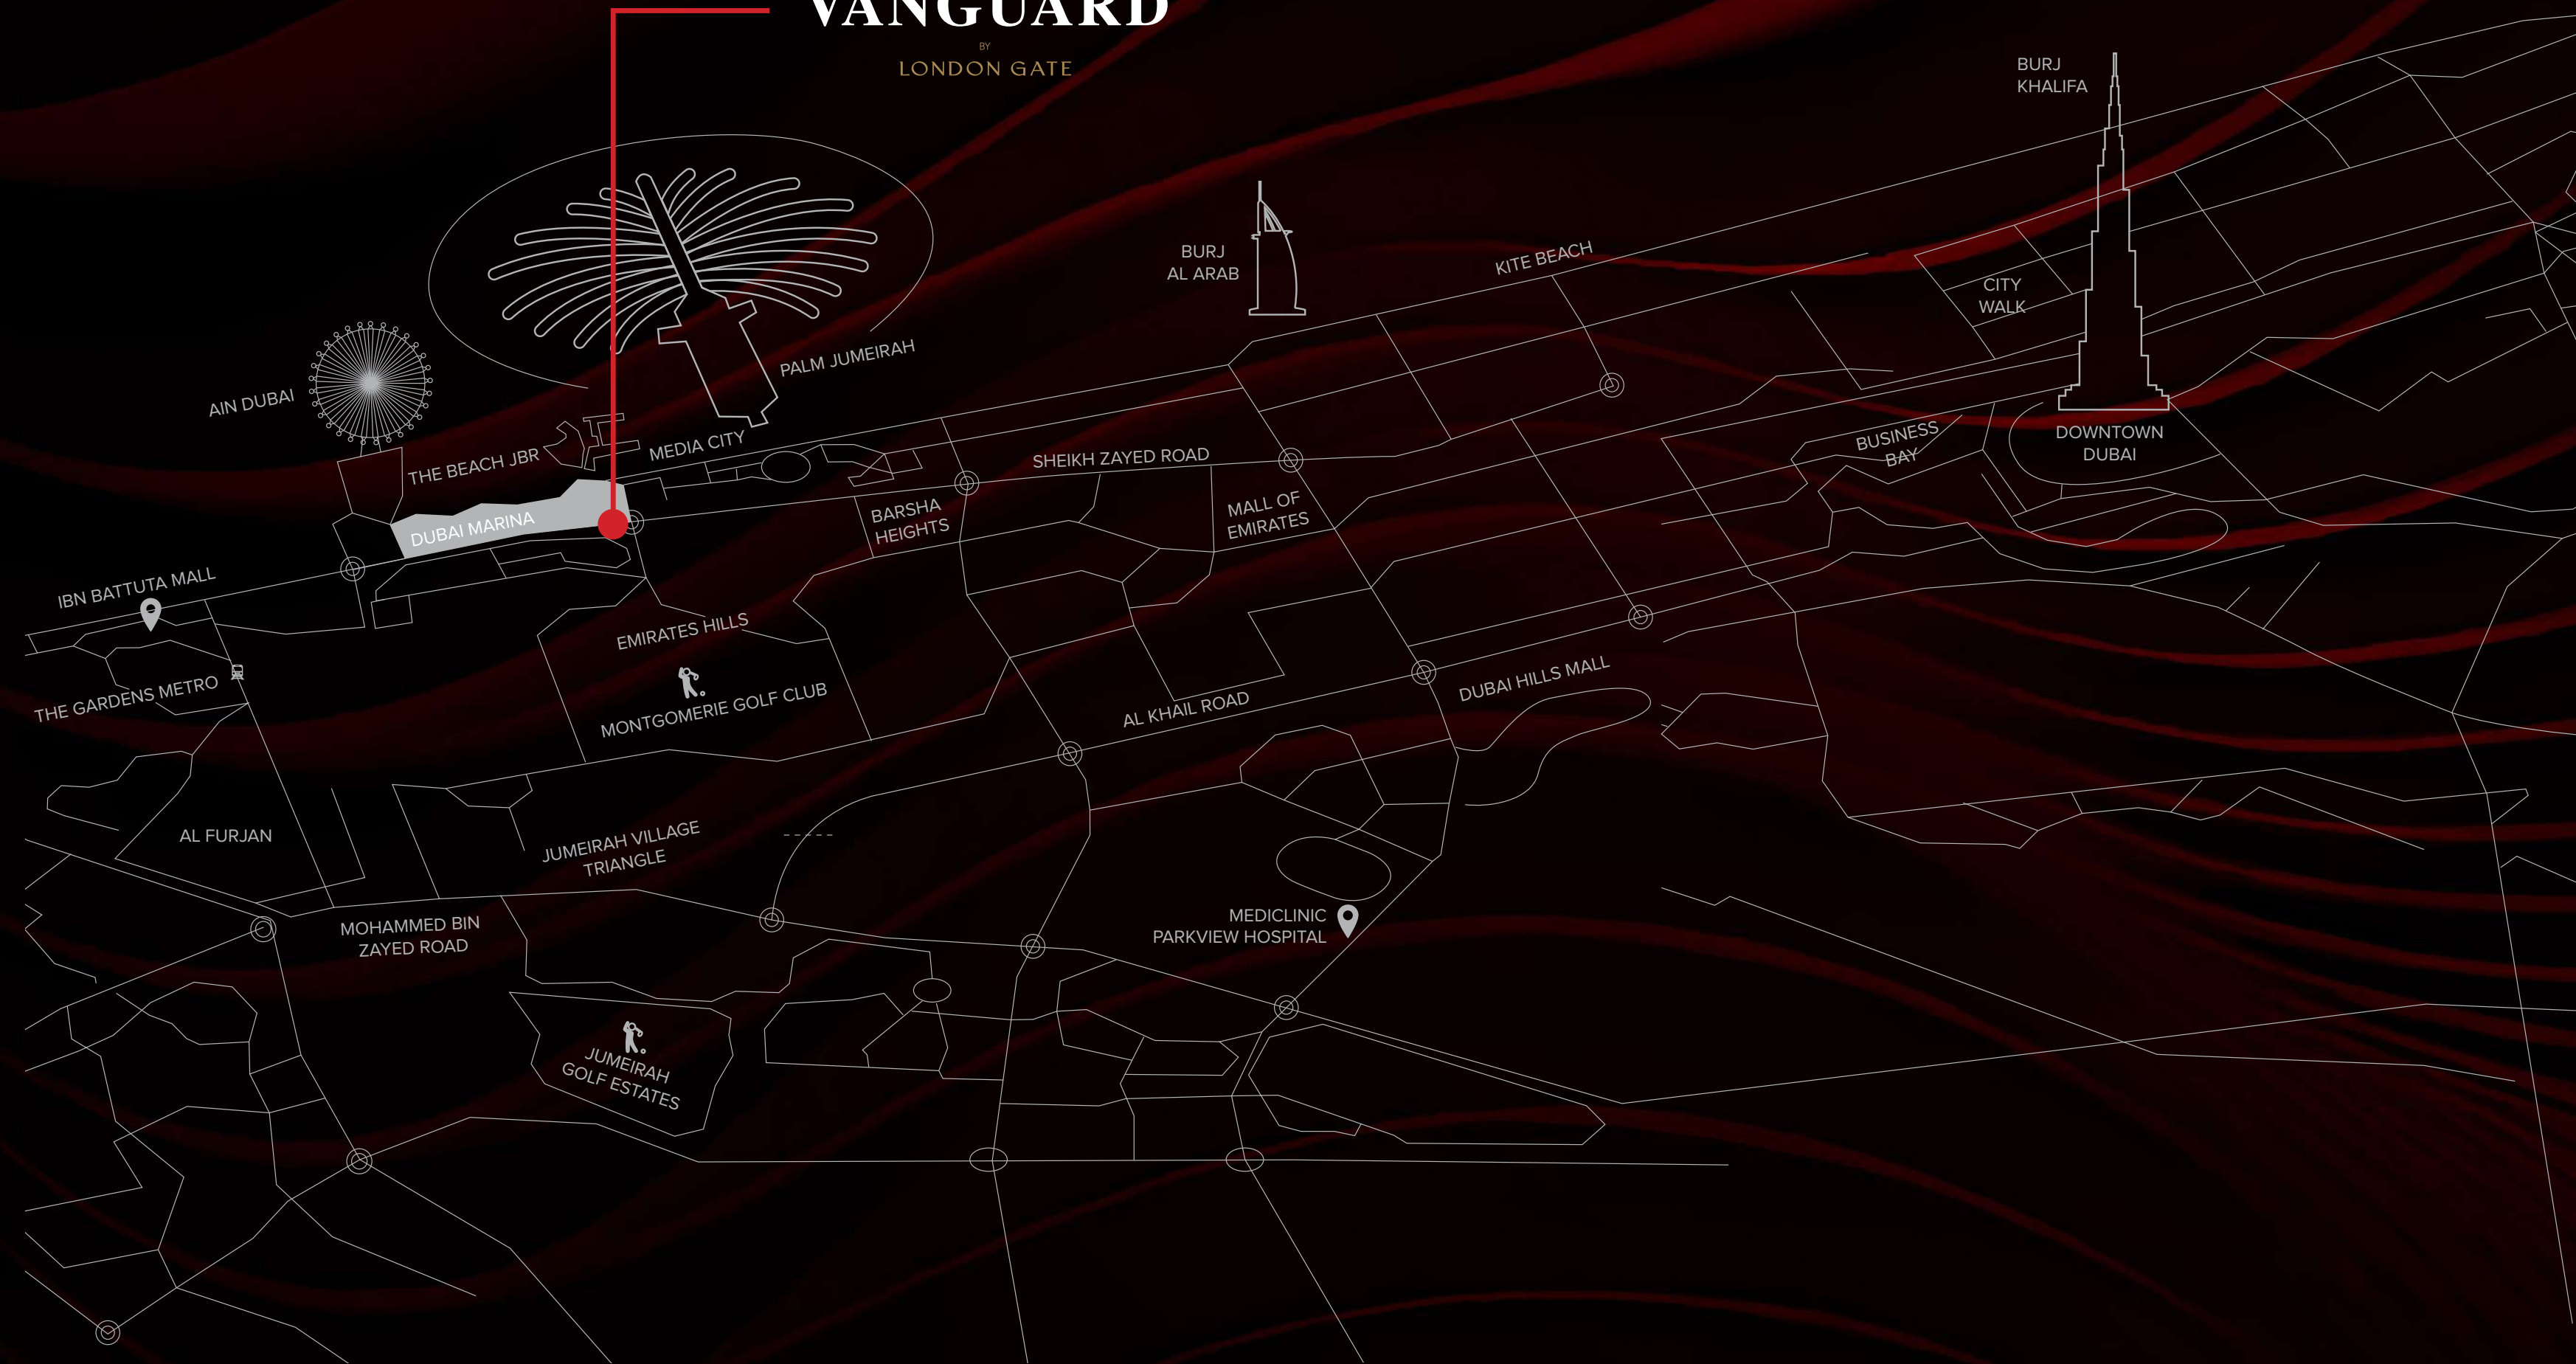 VANGUARD
BY
LONDON GATE
BURJ
KHALIFA
BURJ
AL ARAB
KITE BEACH
CITY
WALK
PALM JUMEIRAH
AIN DUBAI
MEDIA CITY
THE BEACH JBR
SHEIKH ZAYED ROAD
BUSINESS
BAY
DOWNTOWN
DUBAI
DUBAI MARINA
BARSHA
HEIGHTS
MALL OF
EMIRATES
IBN BATTUTA MALL
EMIRATES HILLS
THE GARDENS METRO
MONTGOMERIE GOLF CLUB
AL KHAIL ROAD
DUBAI HILLS MALL
AL FURJAN
JUMEIRAH VILLAGE
TRIANGLE
MOHAMMED BIN
ZAYED ROAD
MEDICLINIC
PARKVIEW HOSPITAL
JUMEIRAH
GOLF ESTATES